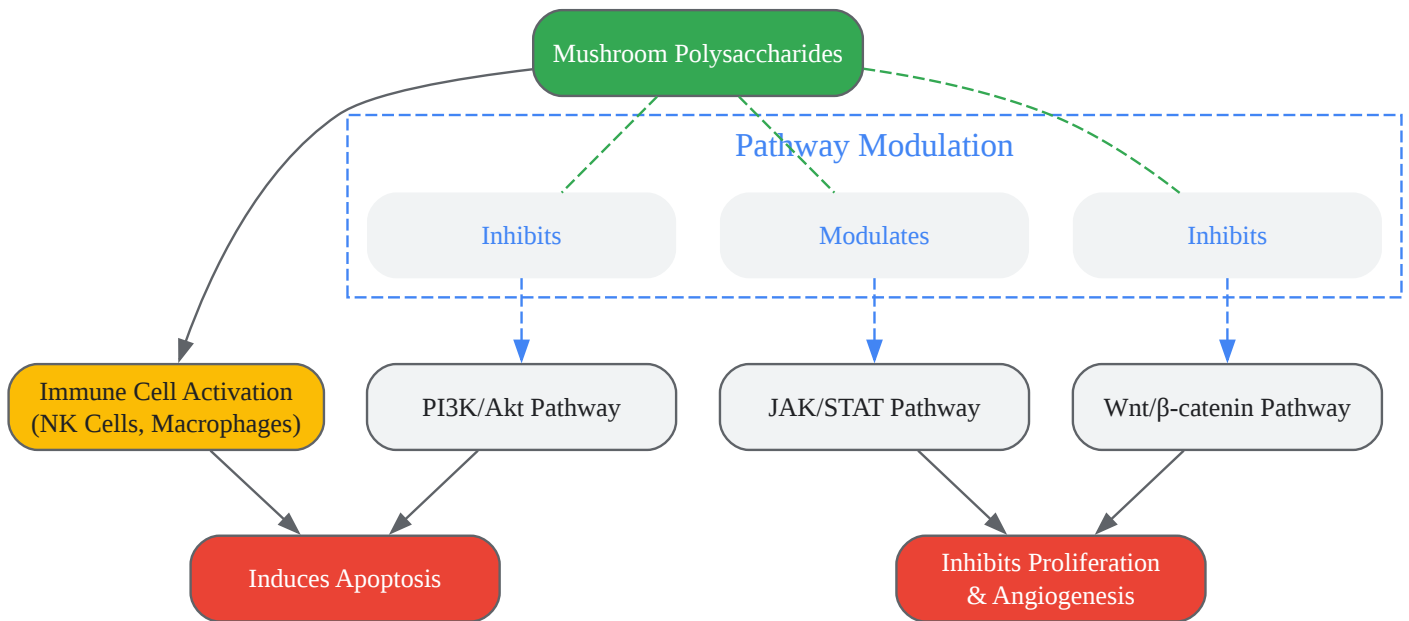 Mushroom Polysaccharides
Pathway Modulation
Inhibits
Modulates
Inhibits
Immune Cell Activation
(NK Cells, Macrophages)
PI3K/Akt Pathway
JAK/STAT Pathway
Wnt/β-catenin Pathway
Induces Apoptosis
Inhibits Proliferation
& Angiogenesis